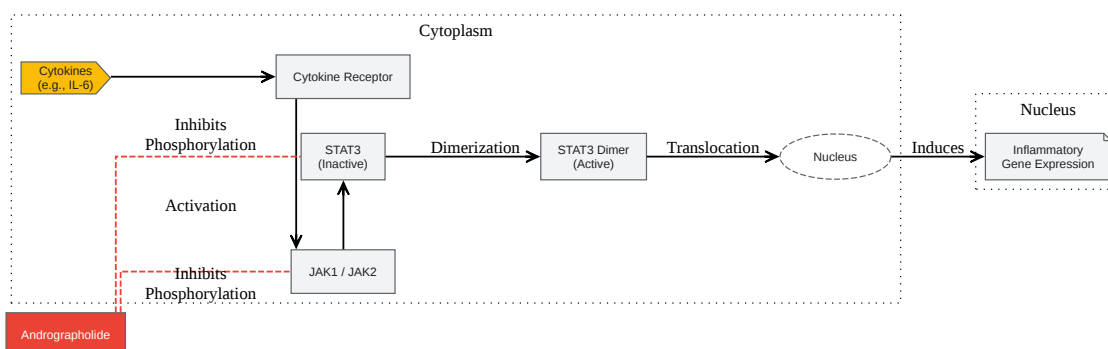 Cytoplasm
Cytokines
(e.g., IL-6)
Cytokine Receptor
Nucleus
Inhibits
Phosphorylation
STAT3
(Inactive)
Dimerization
STAT3 Dimer
(Active)
Translocation
Nucleus
Induces
Inflammatory
Gene Expression
Activation
Inhibits
Phosphorylation
JAK1 / JAK2
Andrographolide